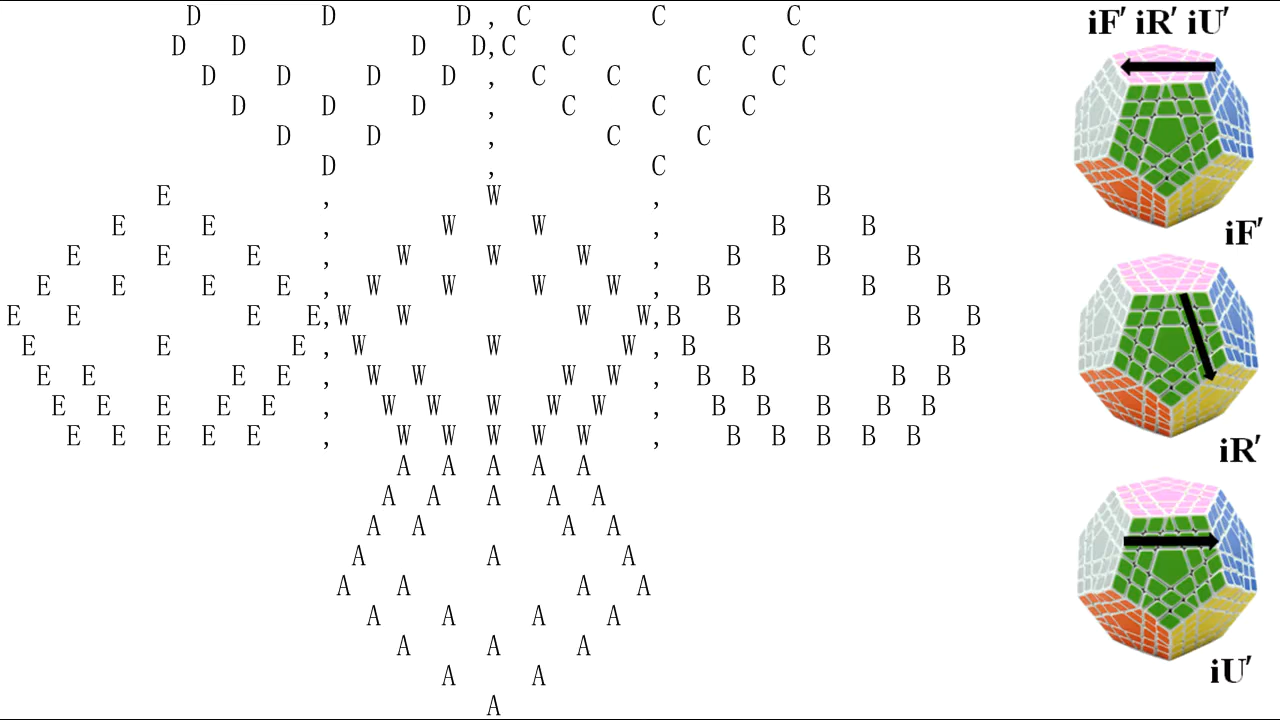 D D D , C C C
D D D D,C C C C
D D D D , C C C C
D D D , C C C
D D , C C
D , C
E , W , B
E E , W W , B B
E E E , W W W , B B B
E E E E , W W W W , B B B B
E E E E,W W W W,B B B B
E E E , W W W , B B B
E E E E , W W W W , B B B B
E E E E E , W W W W W , B B B B B
E E E E E , W W W W W , B B B B B
A A A A A
A A A A A
A A A A
A A A
A A A A
A A A A
A A A
A A
A
iF′ iR′ iU′
iF′
iR′
iU′